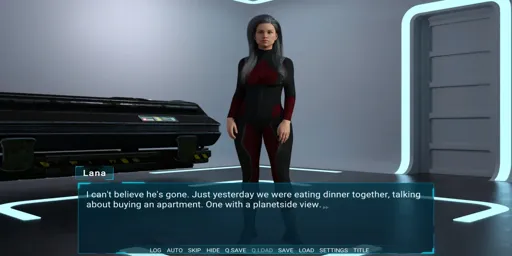 Lana
I can't believe he's gone. Just yesterday we were eating dinner together, talking
about buying an apartment. One with a planetside view.
LOG AUTO SKIP HIDE Q.SAVE Q.LOAD SAVE LOAD SETTINGS TITLE